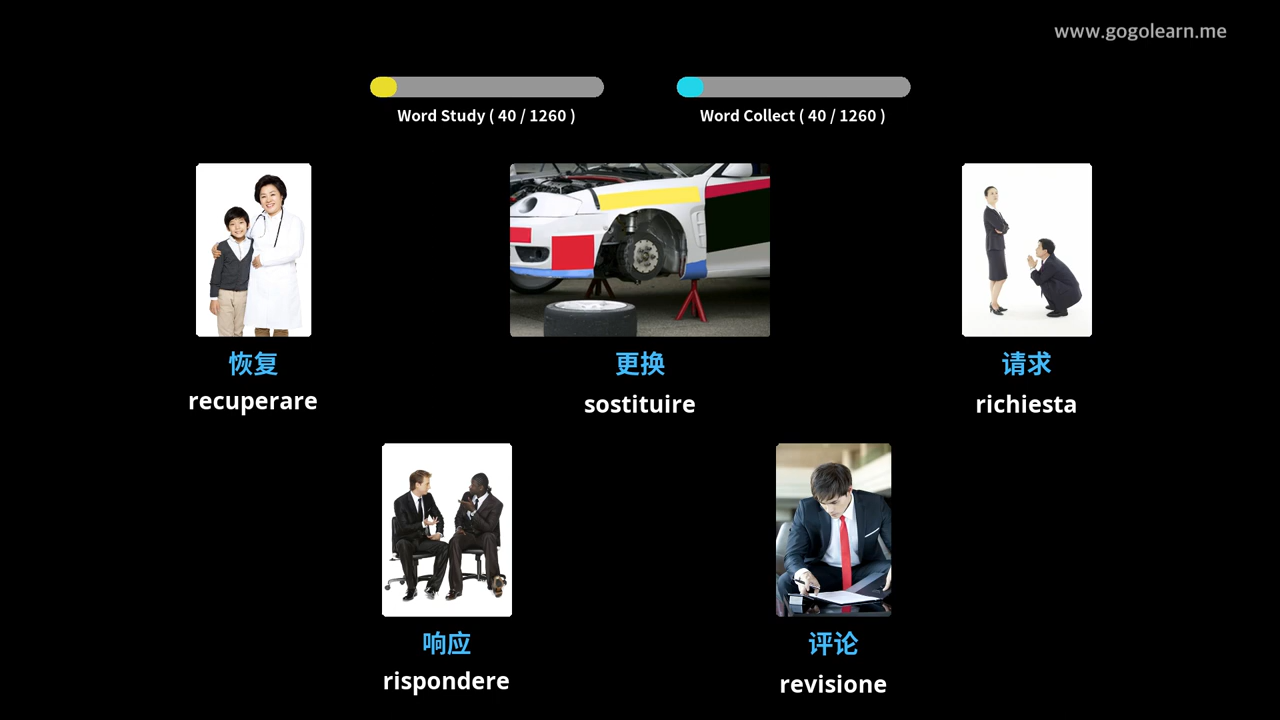 www.gogolearn.me
Word Study ( 40 / 1260 )
Word Collect ( 40 / 1260 )
恢复
更换
请求
recuperare
sostituire
richiesta
响应
评论
rispondere
revisione